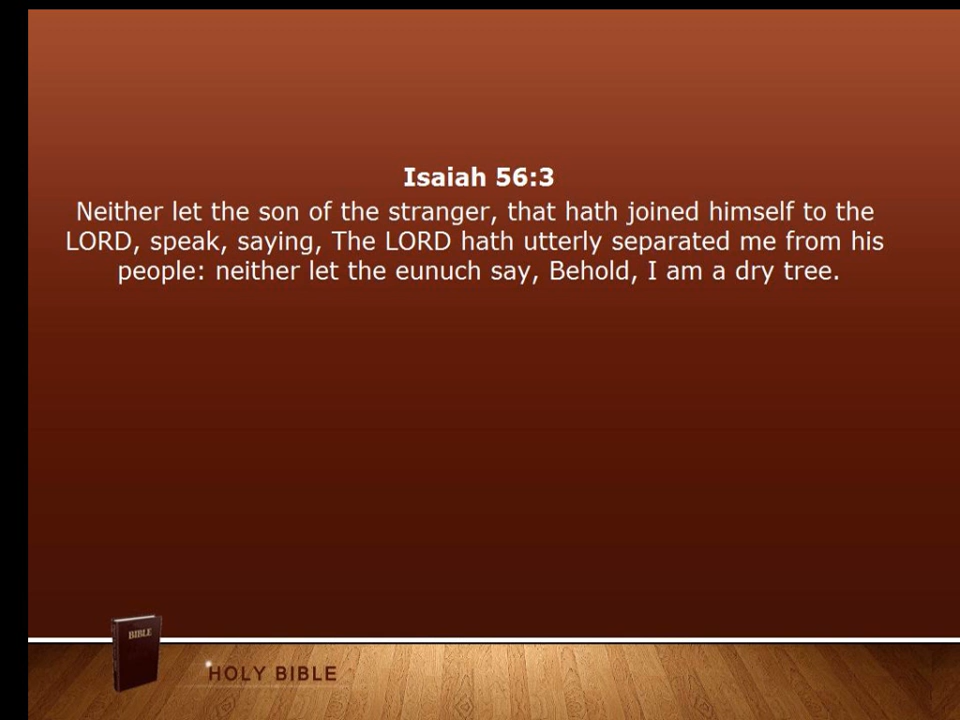 Isaiah 56:3
Neither let the son of the stranger, that hath joined himself to the
LORD, speak, saying, The LORD hath utterly separated me from his
people: neither let the eunuch say, Behold, I am a dry tree.
BIBLE
HOLY BIBLE